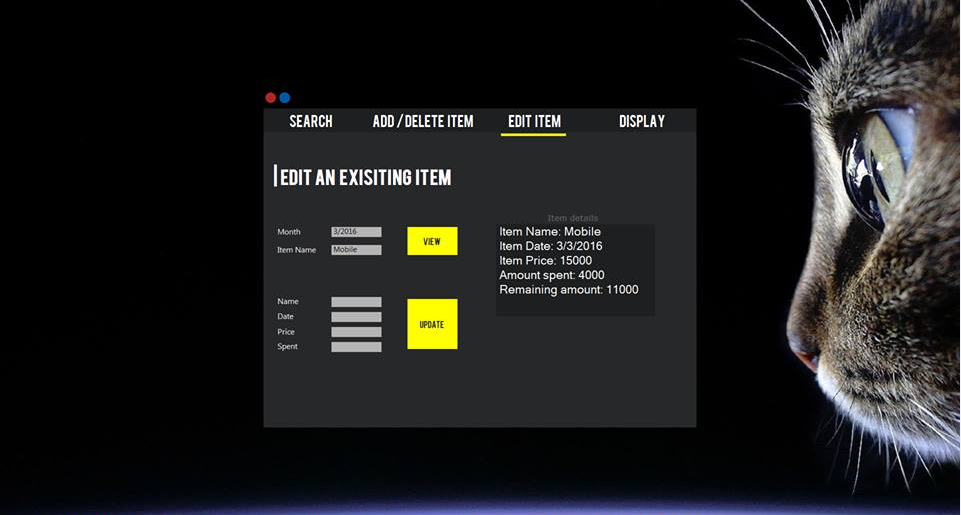 SEARCH
ADD / DELETE ITEM
EDIT ITEM
DISPLAY
EDIT AN EXISITING ITEM
Month
3/2016
Item Name
Mobile
VIEW
Name
Date
Price
Spent
UPDATE
Item details
Item Name: Mobile
Item Date: 3/3/2016
Item Price: 15000
Amount spent: 4000
Remaining amount: 11000